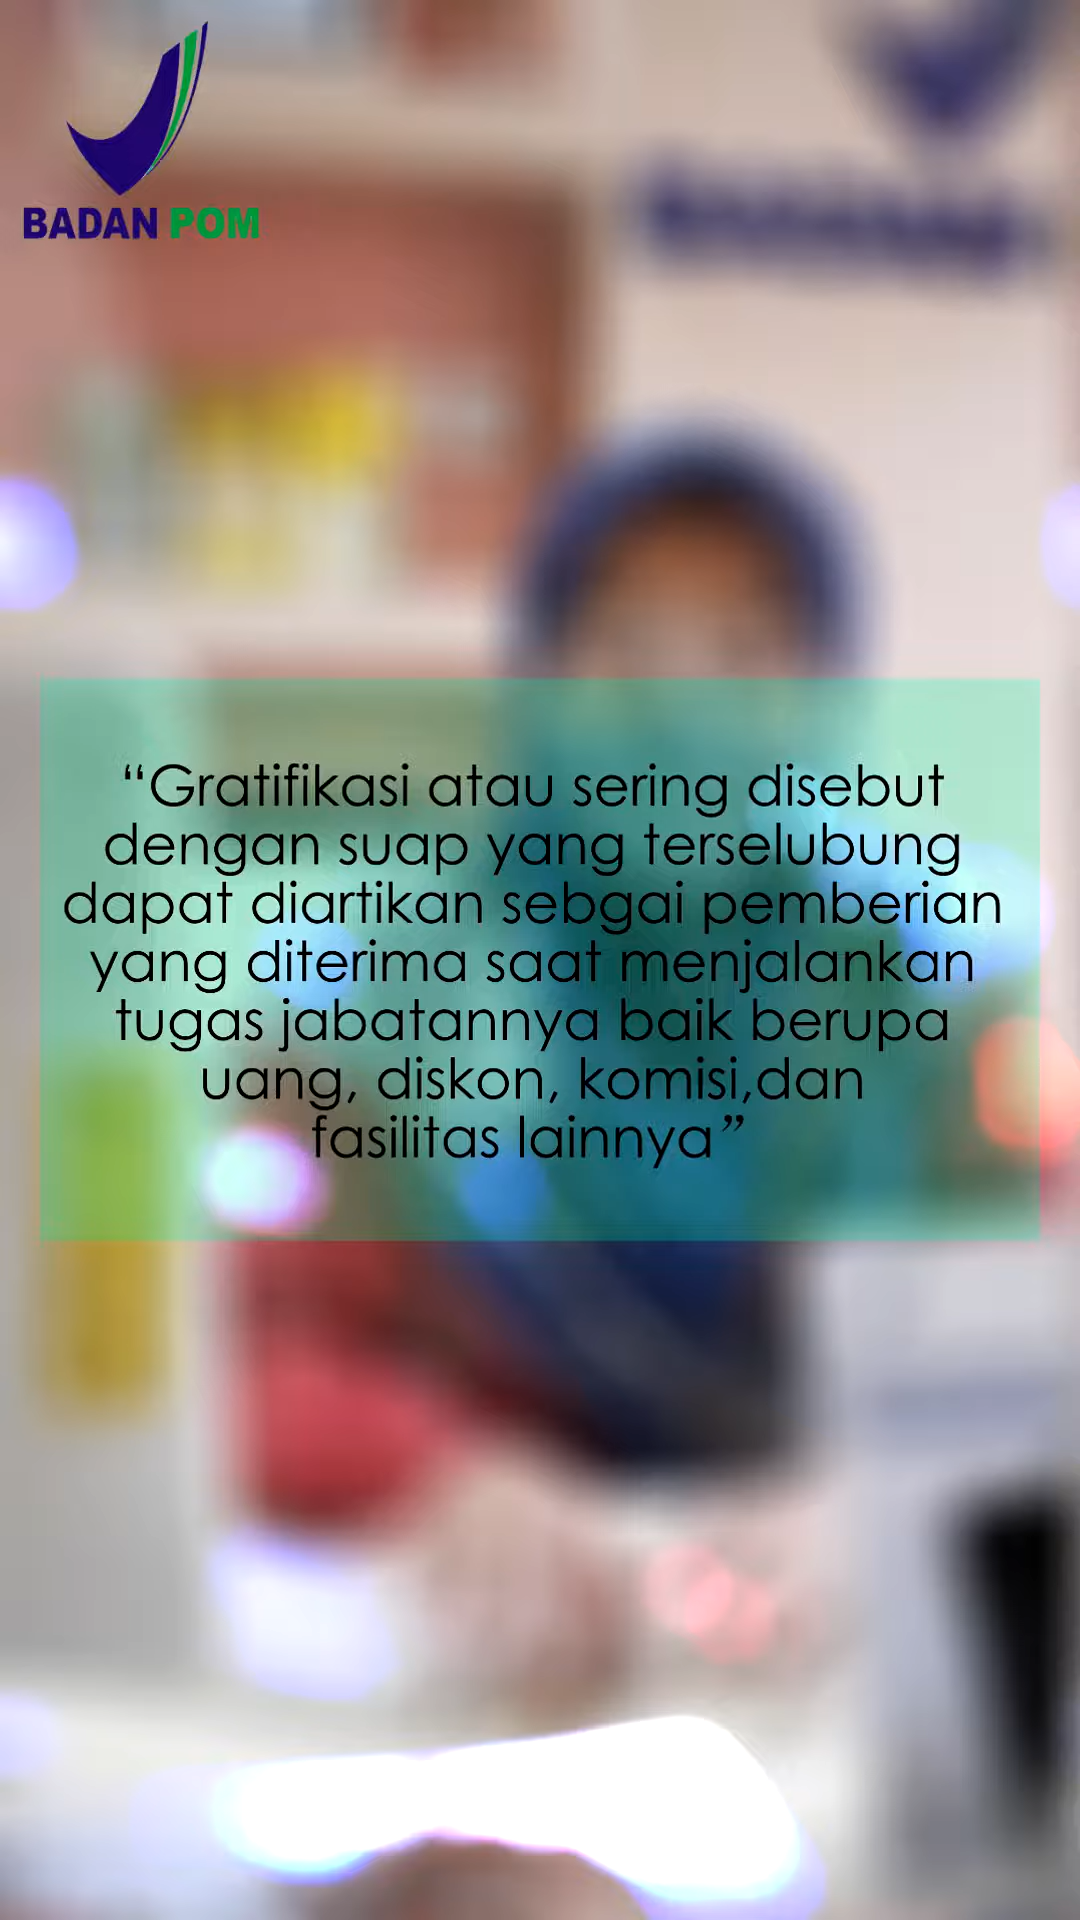 BADAN POM
“Gratifikasi atau sering disebut
dengan suap yang terselubung
dapat diartikan sebgai pemberian
yang diterima saat menjalankan
tugas jabatannya baik berupa
uang, diskon, komisi,dan
fasilitas lainnya”